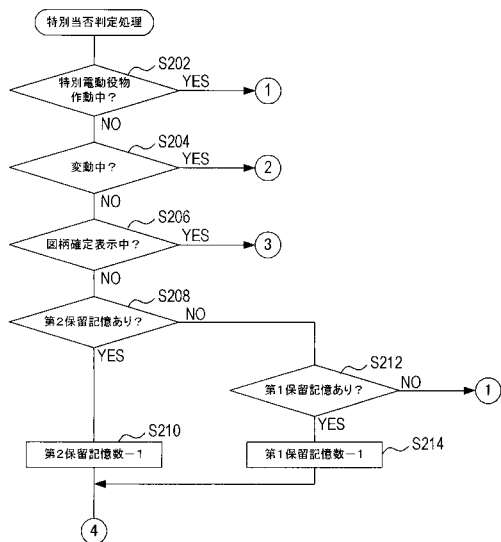 特別当否判定処理
S202
特別電動役物
作動中?
YES
1
NO
S204
変動中?
YES
2
NO
S206
図柄確定表示中?
YES
3
NO
S208
第2保留記憶あり?
NO
YES
S212
第1保留記憶あり?
NO
1
YES
S210
第2保留記憶数-1
S214
第1保留記憶数-1
4